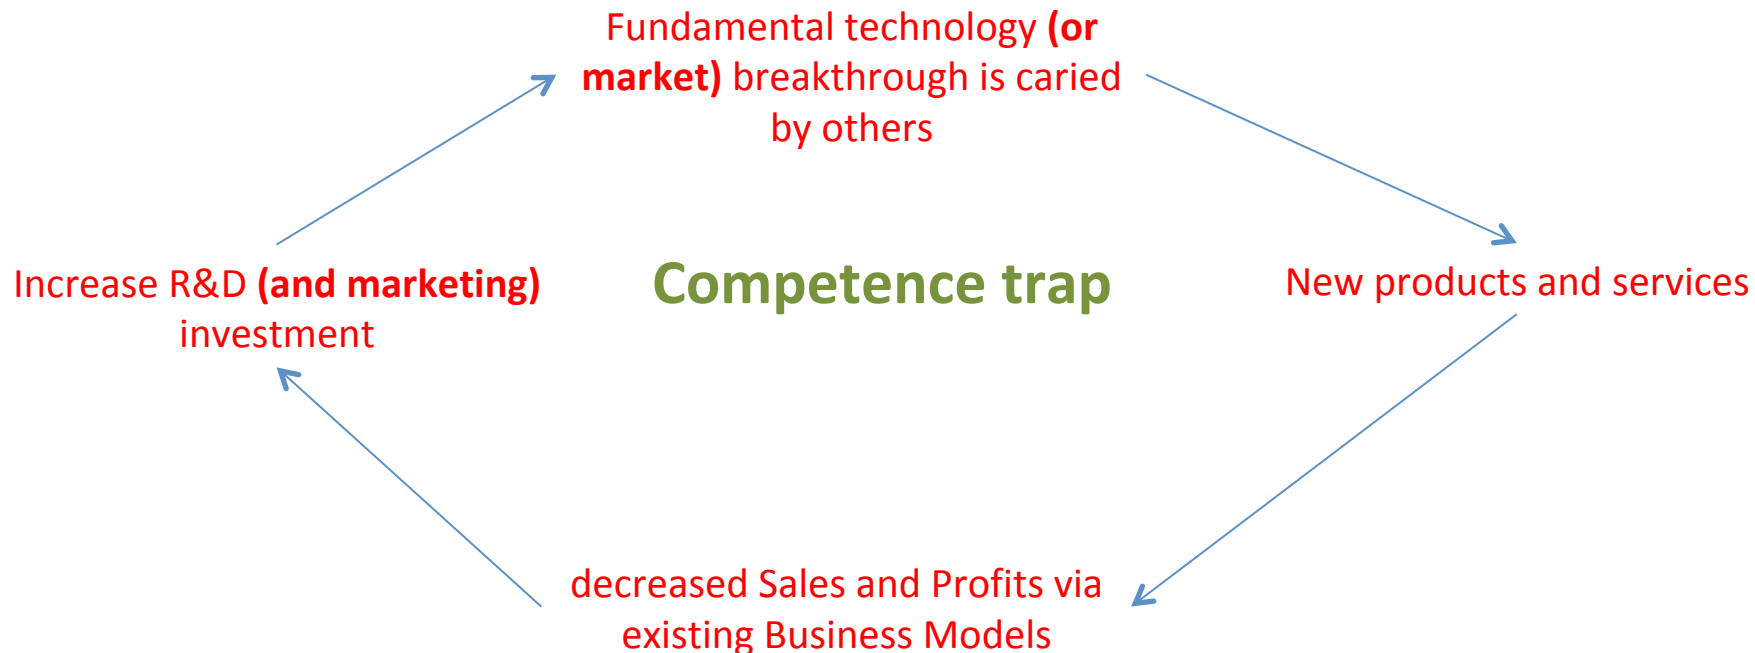 Fundamental technology (or
market) breakthrough is caried
by others
Increase R&D (and marketing)
investment
Competence trap
New products and services
decreased Sales and Profits via
existing Business Models